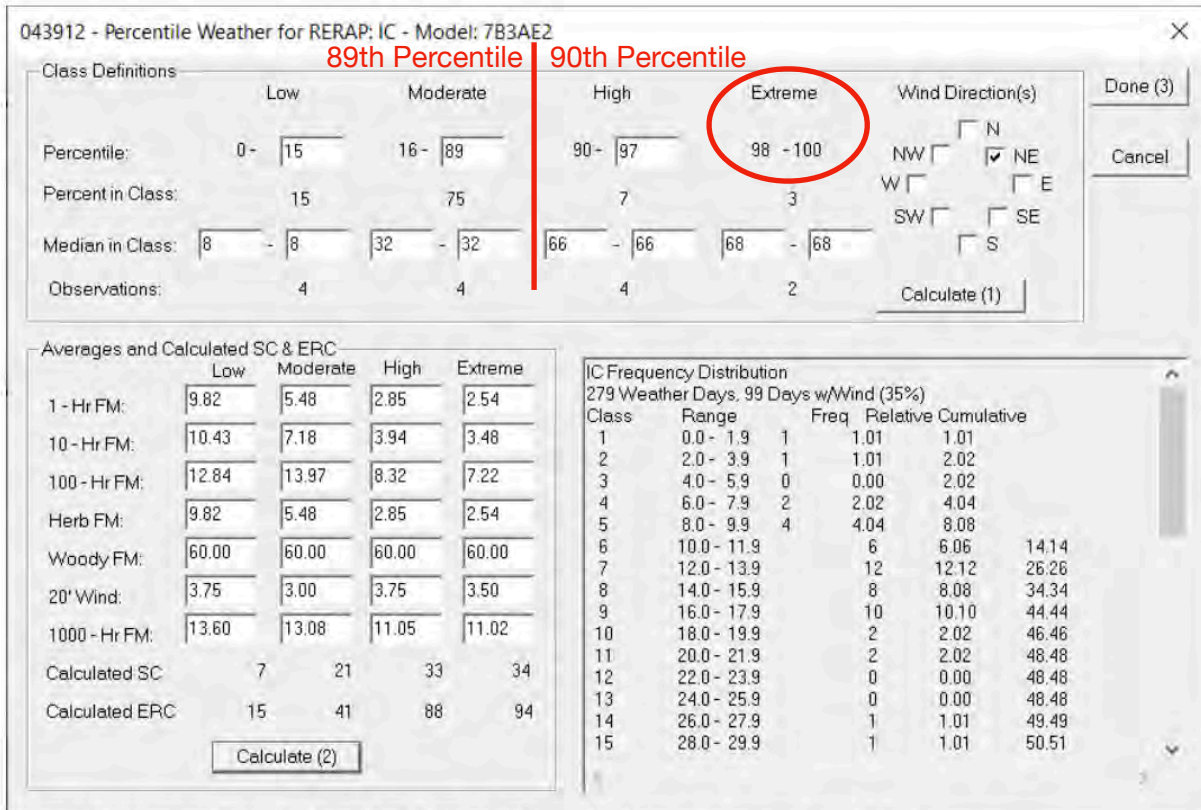 043912 - Percentile Weather for RERAP: IC - Model: 7B3AE2
89th Percentile 90th Percentile
Class Definitions
Low Moderate High Extreme Wind Direction(s) Done (3)
N
Percentile: 0 - 15 16 - 89 90 - 97 98 - 100 NW NE Cancel
W E
Percent in Class: 15 75 7 3
SW SE
Median in Class: 8 - 8 32 - 32 66 - 66 68 - 68 S
Observations: 4 4 4 2 Calculate (1)
Averages and Calculated SC & ERC
Low Moderate High Extreme
1 - Hr FM: 9.82 5.48 2.85 2.54
10 - Hr FM: 10.43 7.18 3.94 3.48
100 - Hr FM: 12.84 13.97 8.32 7.22
Herb FM: 9.82 5.48 2.85 2.54
Woody FM: 60.00 60.00 60.00 60.00
20' Wind: 3.75 3.00 3.75 3.50
1000 - Hr FM: 13.60 13.08 11.05 11.02
Calculated SC 7 21 33 34
Calculated ERC 15 41 88 94
Calculate (2)
IC Frequency Distribution
279 Weather Days, 99 Days w/Wind (35%)
Class Range Freq Relative Cumulative
1 0.0 - 1.9 1 1.01 1.01
2 2.0 - 3.9 1 1.01 2.02
3 4.0 - 5.9 0 0.00 2.02
4 6.0 - 7.9 2 2.02 4.04
5 8.0 - 9.9 4 4.04 8.08
6 10.0 - 11.9 6 6.06 14.14
7 12.0 - 13.9 12 12.12 26.26
8 14.0 - 15.9 8 8.08 34.34
9 16.0 - 17.9 10 10.10 44.44
10 18.0 - 19.9 2 2.02 46.46
11 20.0 - 21.9 2 2.02 48.48
12 22.0 - 23.9 0 0.00 48.48
13 24.0 - 25.9 0 0.00 48.48
14 26.0 - 27.9 1 1.01 49.49
15 28.0 - 29.9 1 1.01 50.51